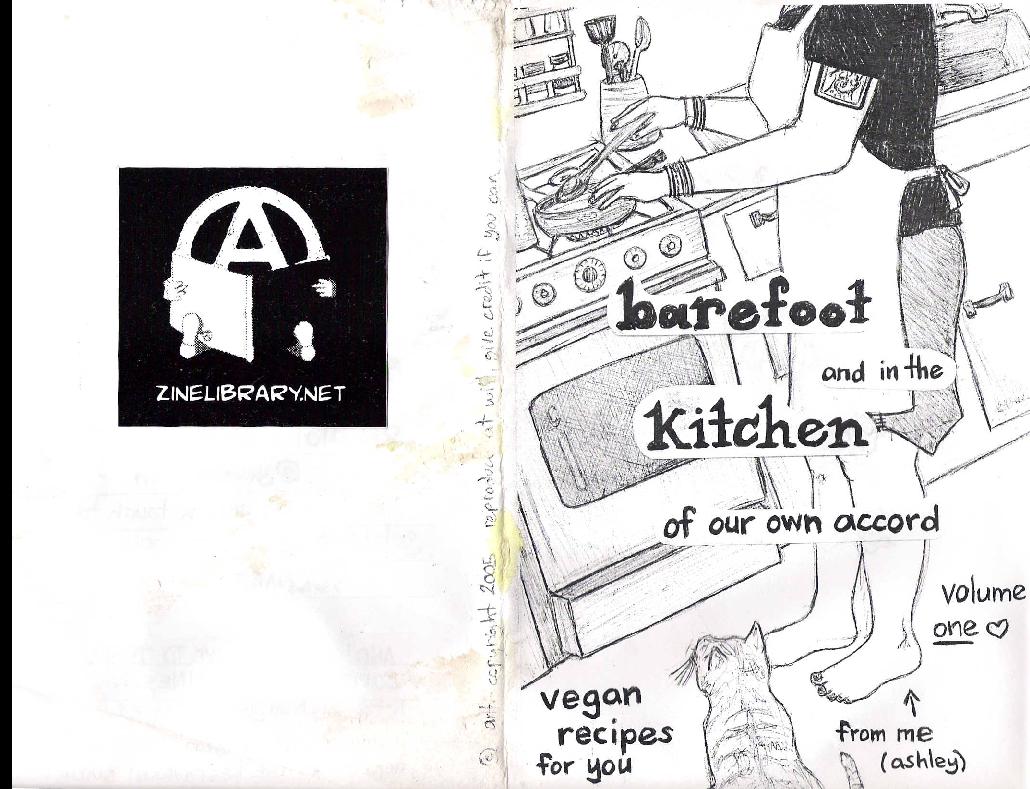 ZINELIBRARY.NET
© art. copyright 2005 reproduce at will, give credit if you can
barefoot
and in the
Kitchen
of our own accord
volume
one ♡
vegan
recipes
for you
from me
(ashley)